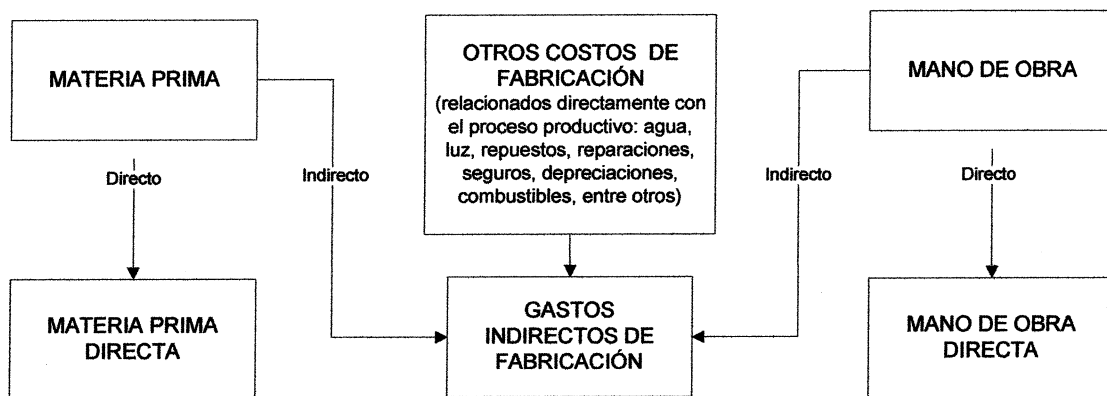 MATERIA PRIMA
OTROS COSTOS DE
FABRICACIÓN
(relacionados directamente con
el proceso productivo: agua,
luz, repuestos, reparaciones,
seguros, depreciaciones,
combustibles, entre otros)
MANO DE OBRA
Directo
Indirecto
Indirecto
Directo
MATERIA PRIMA
DIRECTA
GASTOS
INDIRECTOS DE
FABRICACIÓN
MANO DE OBRA
DIRECTA